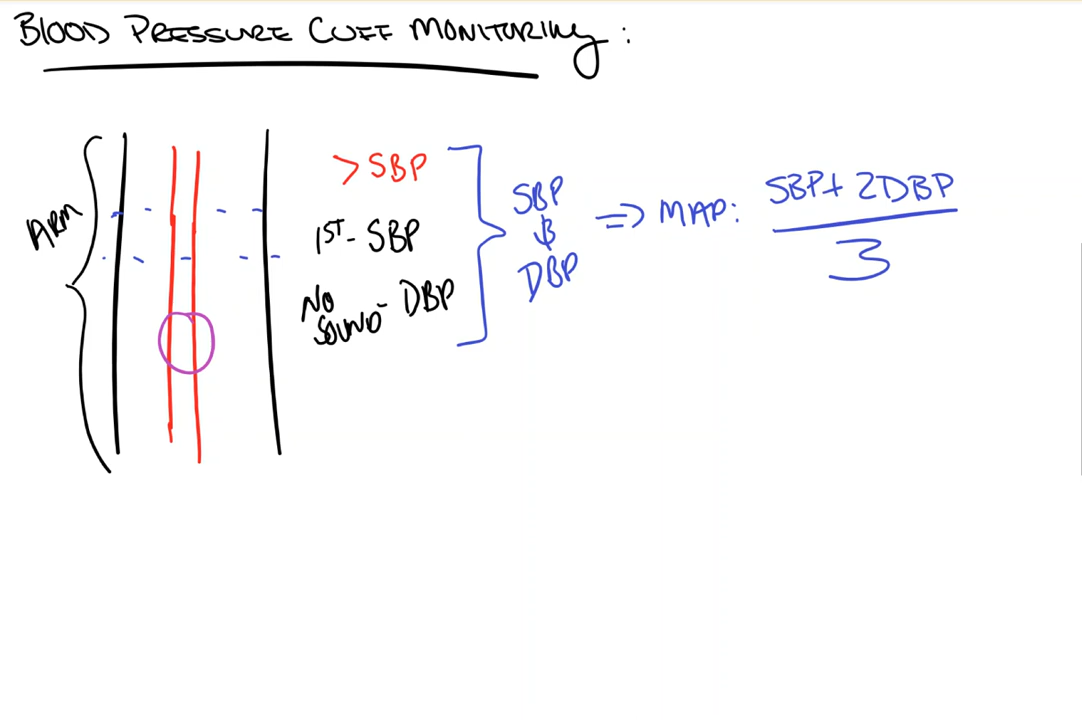 BLOOD PRESSURE CUFF MONITORING:
ARM
> SBP
1ST - SBP
NO SOUND - DBP
SBP
&
DBP
=> MAP: SBP + 2DBP
3